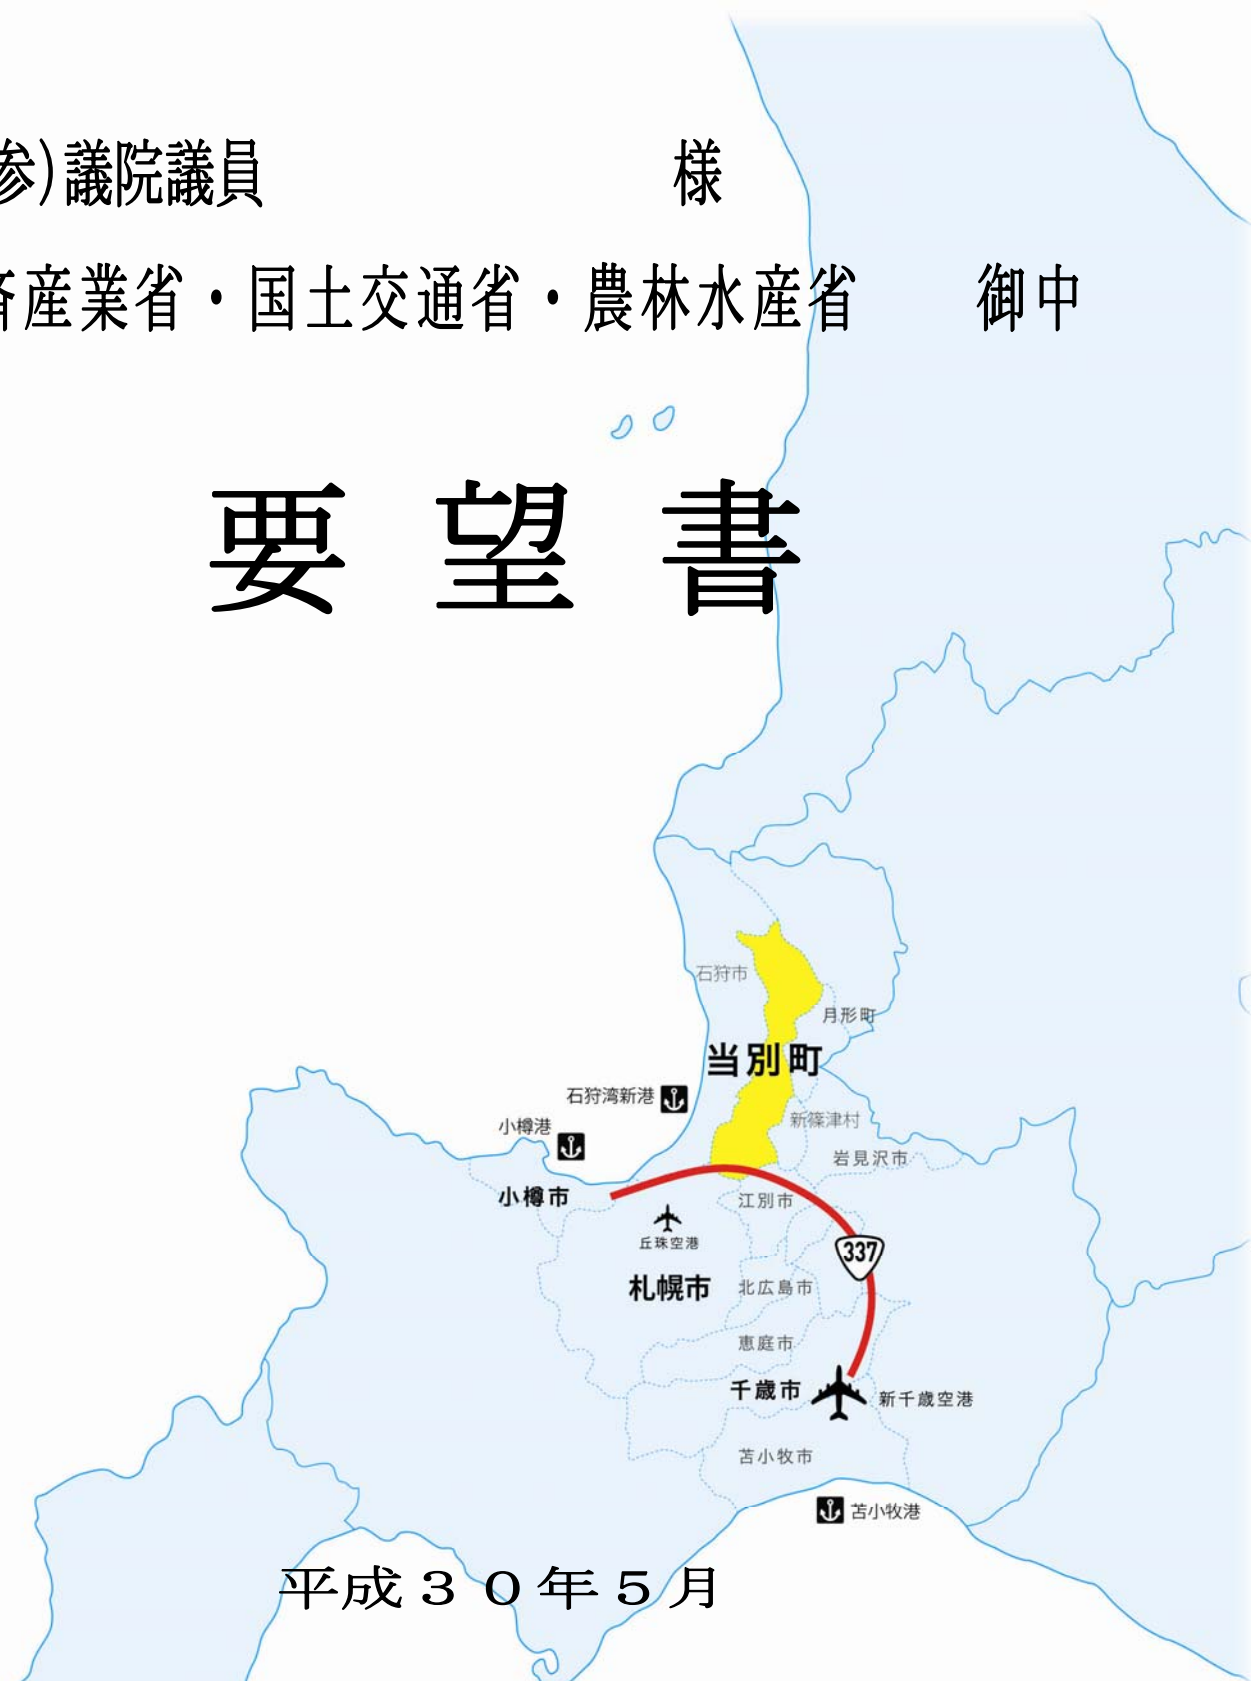 参)議院議員　様
済産業省・国土交通省・農林水産省　御中
要望書
石狩市
月形町
当別町
石狩湾新港
小樽港
新篠津村
岩見沢市
小樽市
江別市
丘珠空港
337
札幌市
北広島市
恵庭市
千歳市
新千歳空港
苫小牧市
苫小牧港
平成３０年５月